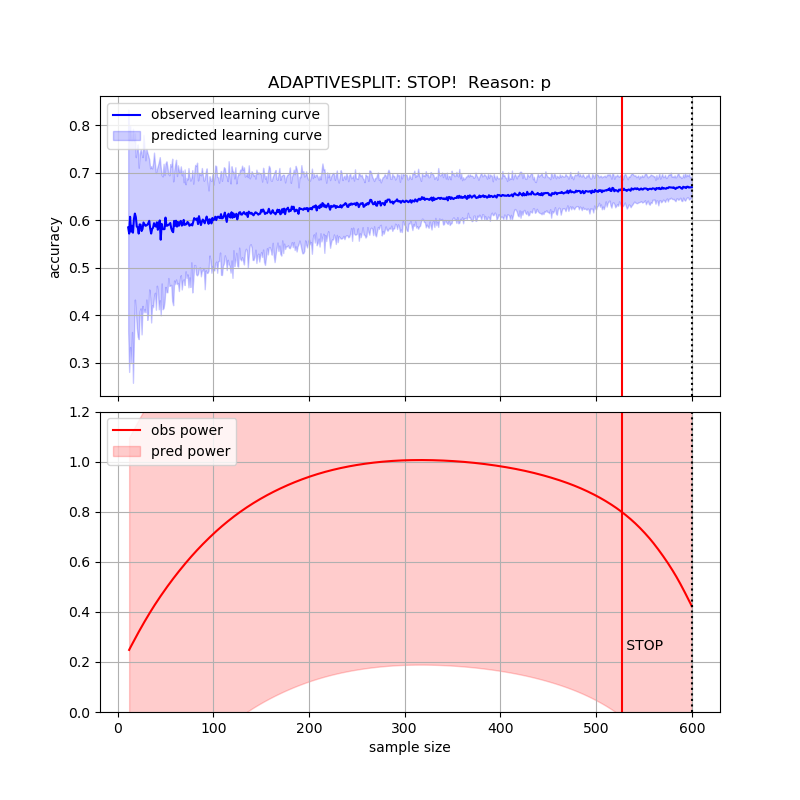 ADAPTIVESPLIT: STOP!  Reason: p
observed learning curve
predicted learning curve
accuracy
0.8
0.7
0.6
0.5
0.4
0.3
obs power
pred power
1.2
1.0
0.8
0.6
0.4
0.2
0.0
STOP
0 100 200 300 400 500 600
sample size